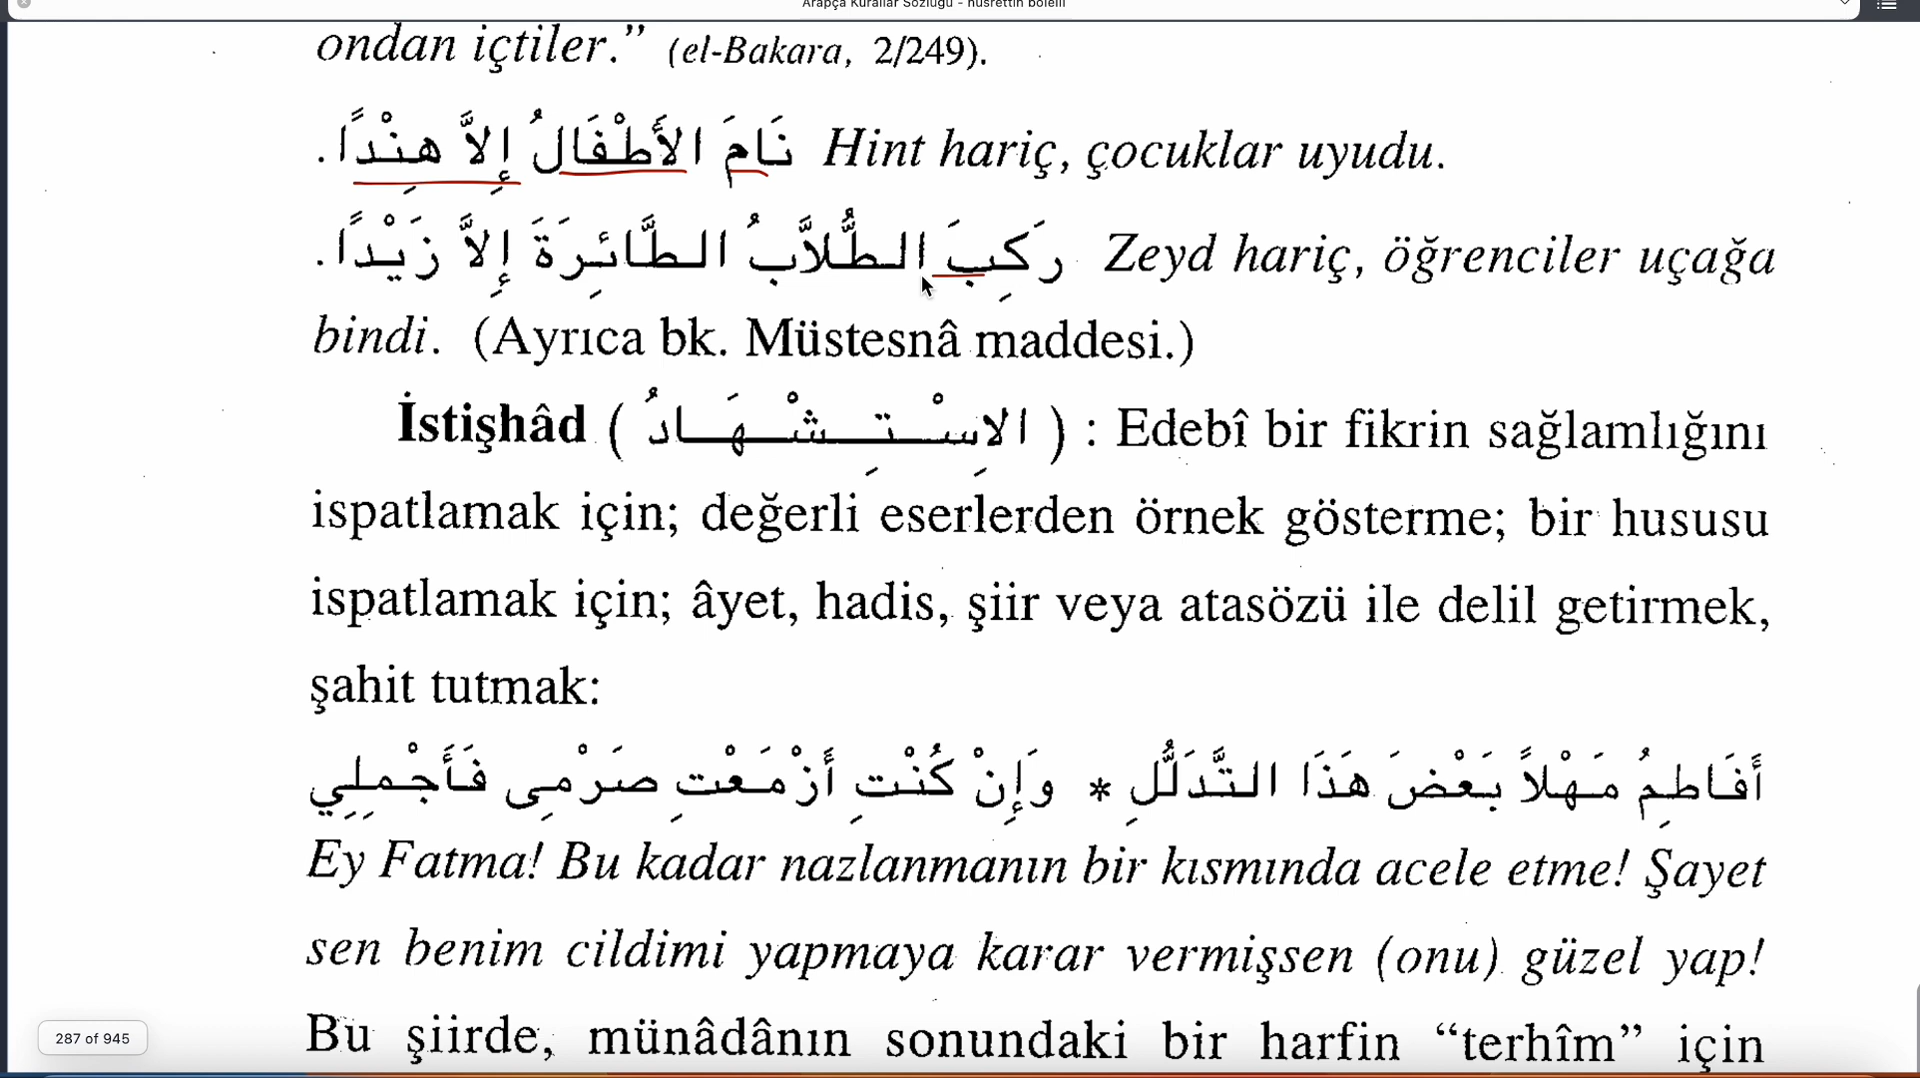 Arapça Kurallar Sözlüğü - nusrettin bolelli
ondan içtiler.” (el-Bakara, 2/249).
نَامَ الأَطْفَالُ إِلاَّ هِنْداً. Hint hariç, çocuklar uyudu.
رَكِبَ الطُّلاَّبُ الطَّائِرَةَ إِلاَّ زَيْداً. Zeyd hariç, öğrenciler uçağa
bindi. (Ayrıca bk. Müstesnâ maddesi.)
İstişhâd ( الاِسْتِشْهَادُ ) : Edebî bir fikrin sağlamlığını
ispatlamak için; değerli eserlerden örnek gösterme; bir hususu
ispatlamak için; âyet, hadis, şiir veya atasözü ile delil getirmek,
şahit tutmak:
أَفَاطِمُ مَهْلاً بَعْضَ هَذَا التَّدَلُّلِ * وَإِنْ كُنْتِ أَزْمَعْتِ صَرْمِى فَأَجْمِلِي
Ey Fatma! Bu kadar nazlanmanın bir kısmında acele etme! Şayet
sen benim cildimi yapmaya karar vermişsen (onu) güzel yap!
Bu şiirde, münâdânın sonundaki bir harfin “terhîm” için
287 of 945